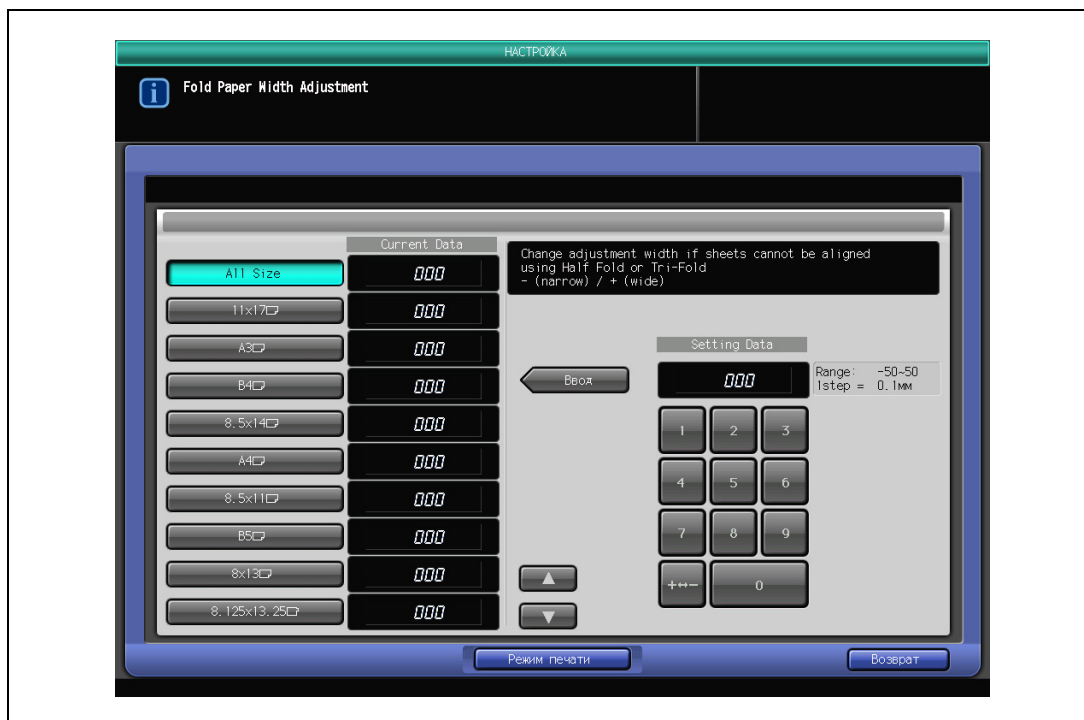 НАСТРОЙКА
Fold Paper Width Adjustment
Current Data
Change adjustment width if sheets cannot be aligned
using Half Fold or Tri-Fold
- (narrow) / + (wide)
All Size 000
11x17 000
A3 000
B4 000
8.5x14 000
A4 000
8.5x11 000
B5 000
8x13 000
8.125x13.25 000
Ввод
Setting Data
000
Range: -50~50
1step = 0.1мм
1 2 3
4 5 6
7 8 9
+↔- 0
▲
▼
Режим печати
Возврат